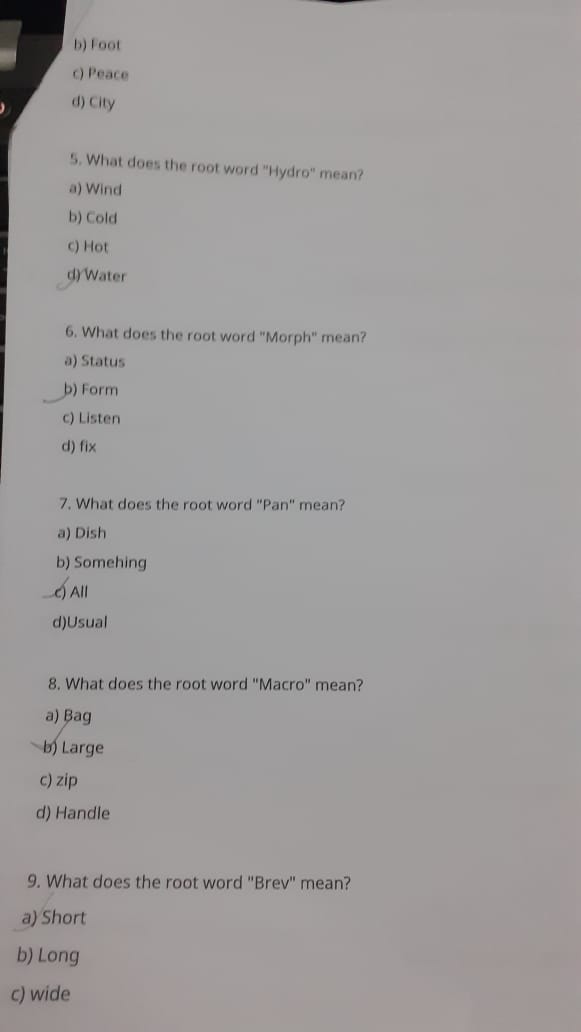 b) Foot
c) Peace
d) City
5. What does the root word "Hydro" mean?
a) Wind
b) Cold
c) Hot
d) Water
6. What does the root word "Morph" mean?
a) Status
b) Form
c) Listen
d) fix
7. What does the root word "Pan" mean?
a) Dish
b) Somehing
c) All
d)Usual
8. What does the root word "Macro" mean?
a) Bag
b) Large
c) zip
d) Handle
9. What does the root word "Brev" mean?
a) Short
b) Long
c) wide